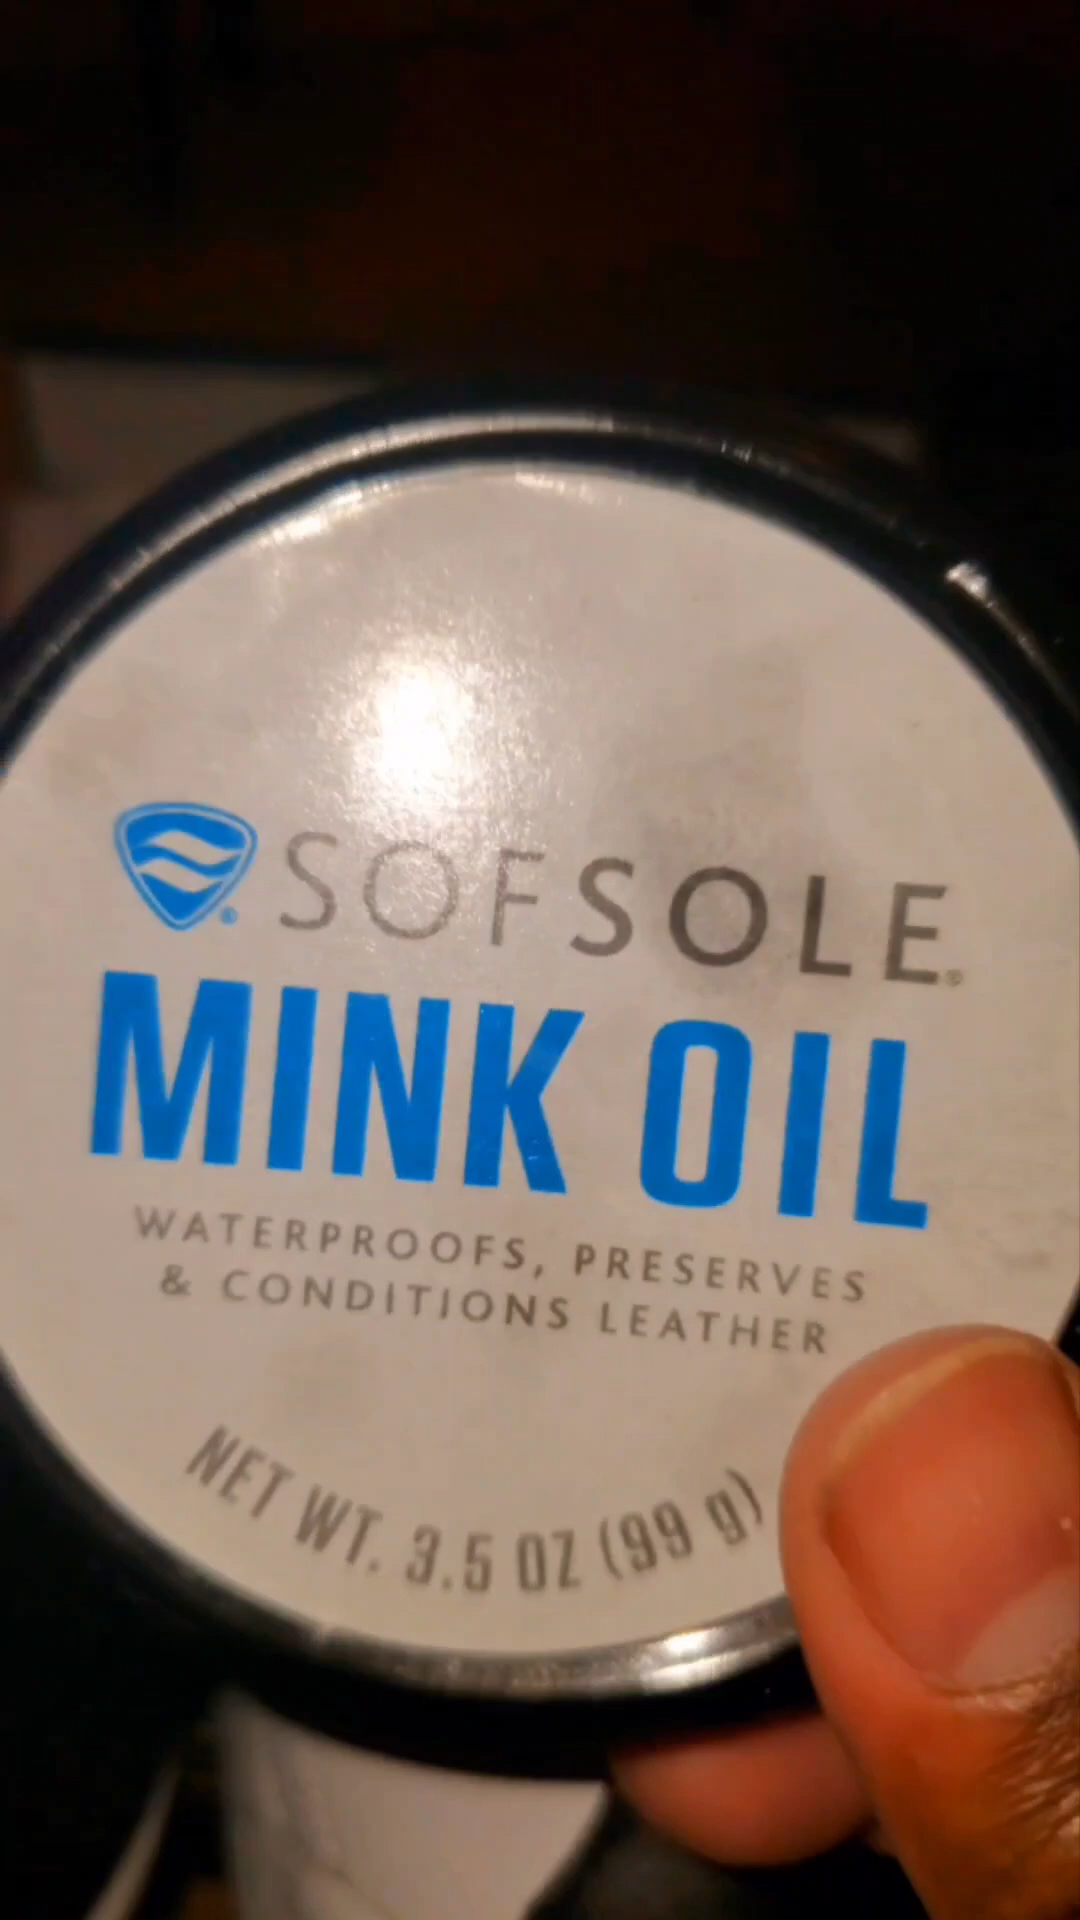 SOFSOLE®
MINK OIL
WATERPROOFS, PRESERVES
& CONDITIONS LEATHER
NET WT. 3.5 OZ (99 g)